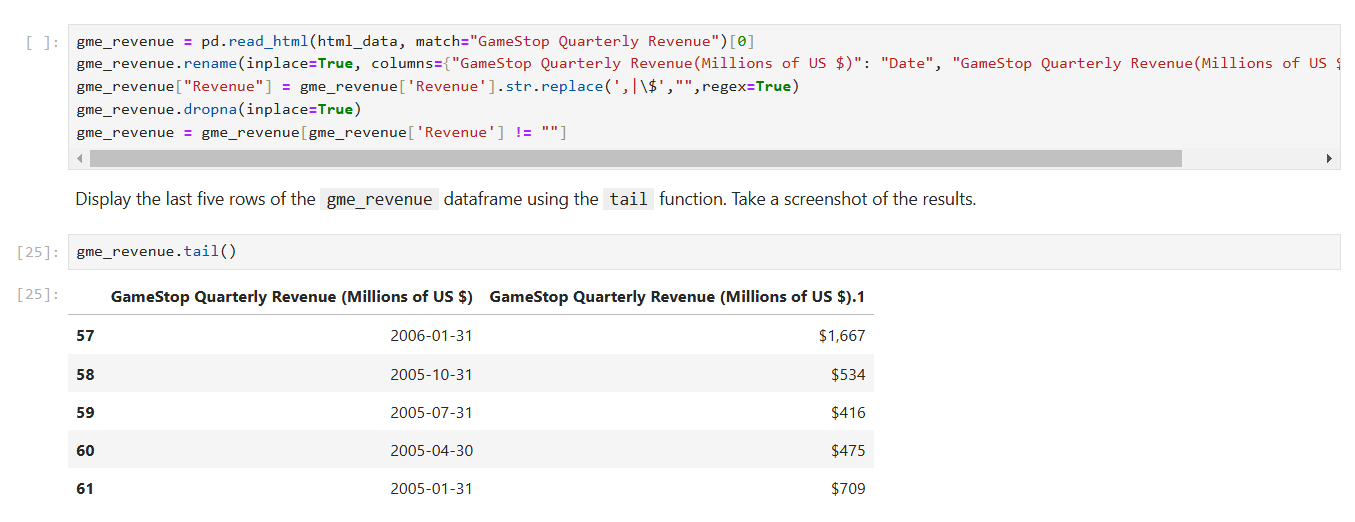 [ ]: gme_revenue = pd.read_html(html_data, match="GameStop Quarterly Revenue")[0]
gme_revenue.rename(inplace=True, columns={"GameStop Quarterly Revenue(Millions of US $)": "Date", "GameStop Quarterly Revenue(Millions of US $
gme_revenue["Revenue"] = gme_revenue['Revenue'].str.replace(',|\$',"",regex=True)
gme_revenue.dropna(inplace=True)
gme_revenue = gme_revenue[gme_revenue['Revenue'] != ""]
Display the last five rows of the gme_revenue dataframe using the tail function. Take a screenshot of the results.
[25]: gme_revenue.tail()
[25]: GameStop Quarterly Revenue (Millions of US $) GameStop Quarterly Revenue (Millions of US $).1
57 2006-01-31 $1,667
58 2005-10-31 $534
59 2005-07-31 $416
60 2005-04-30 $475
61 2005-01-31 $709